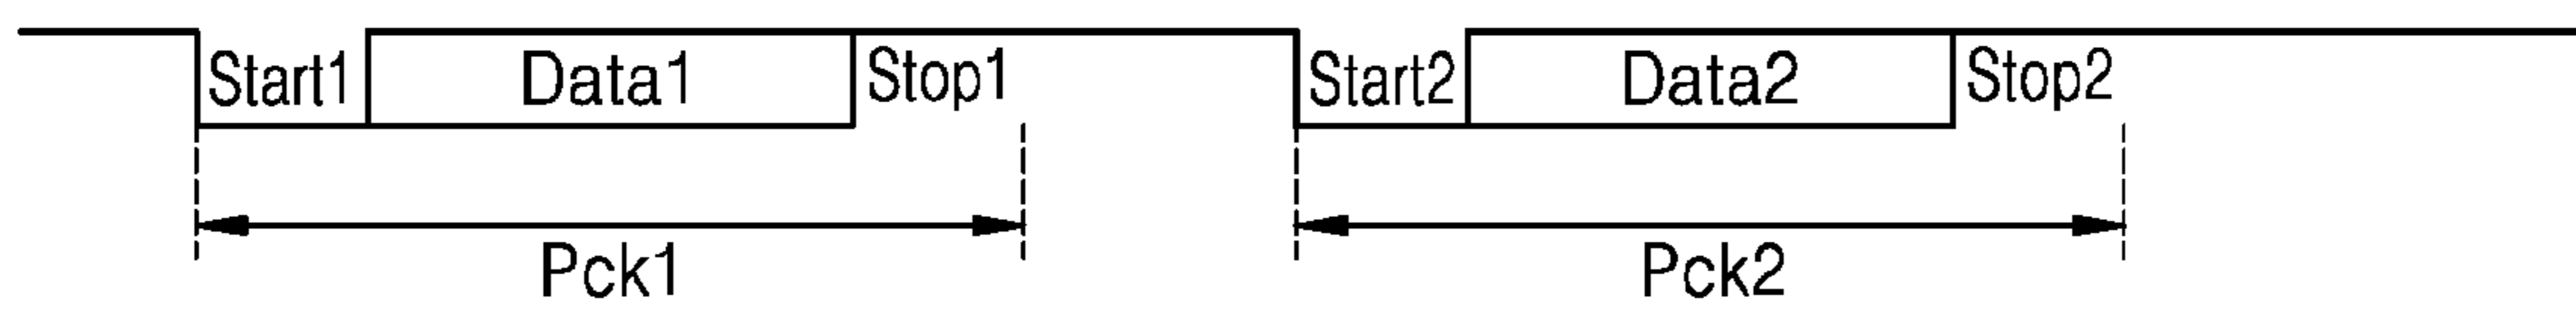 Start1 Data1 Stop1 Start2 Data2 Stop2
Pck1 Pck2